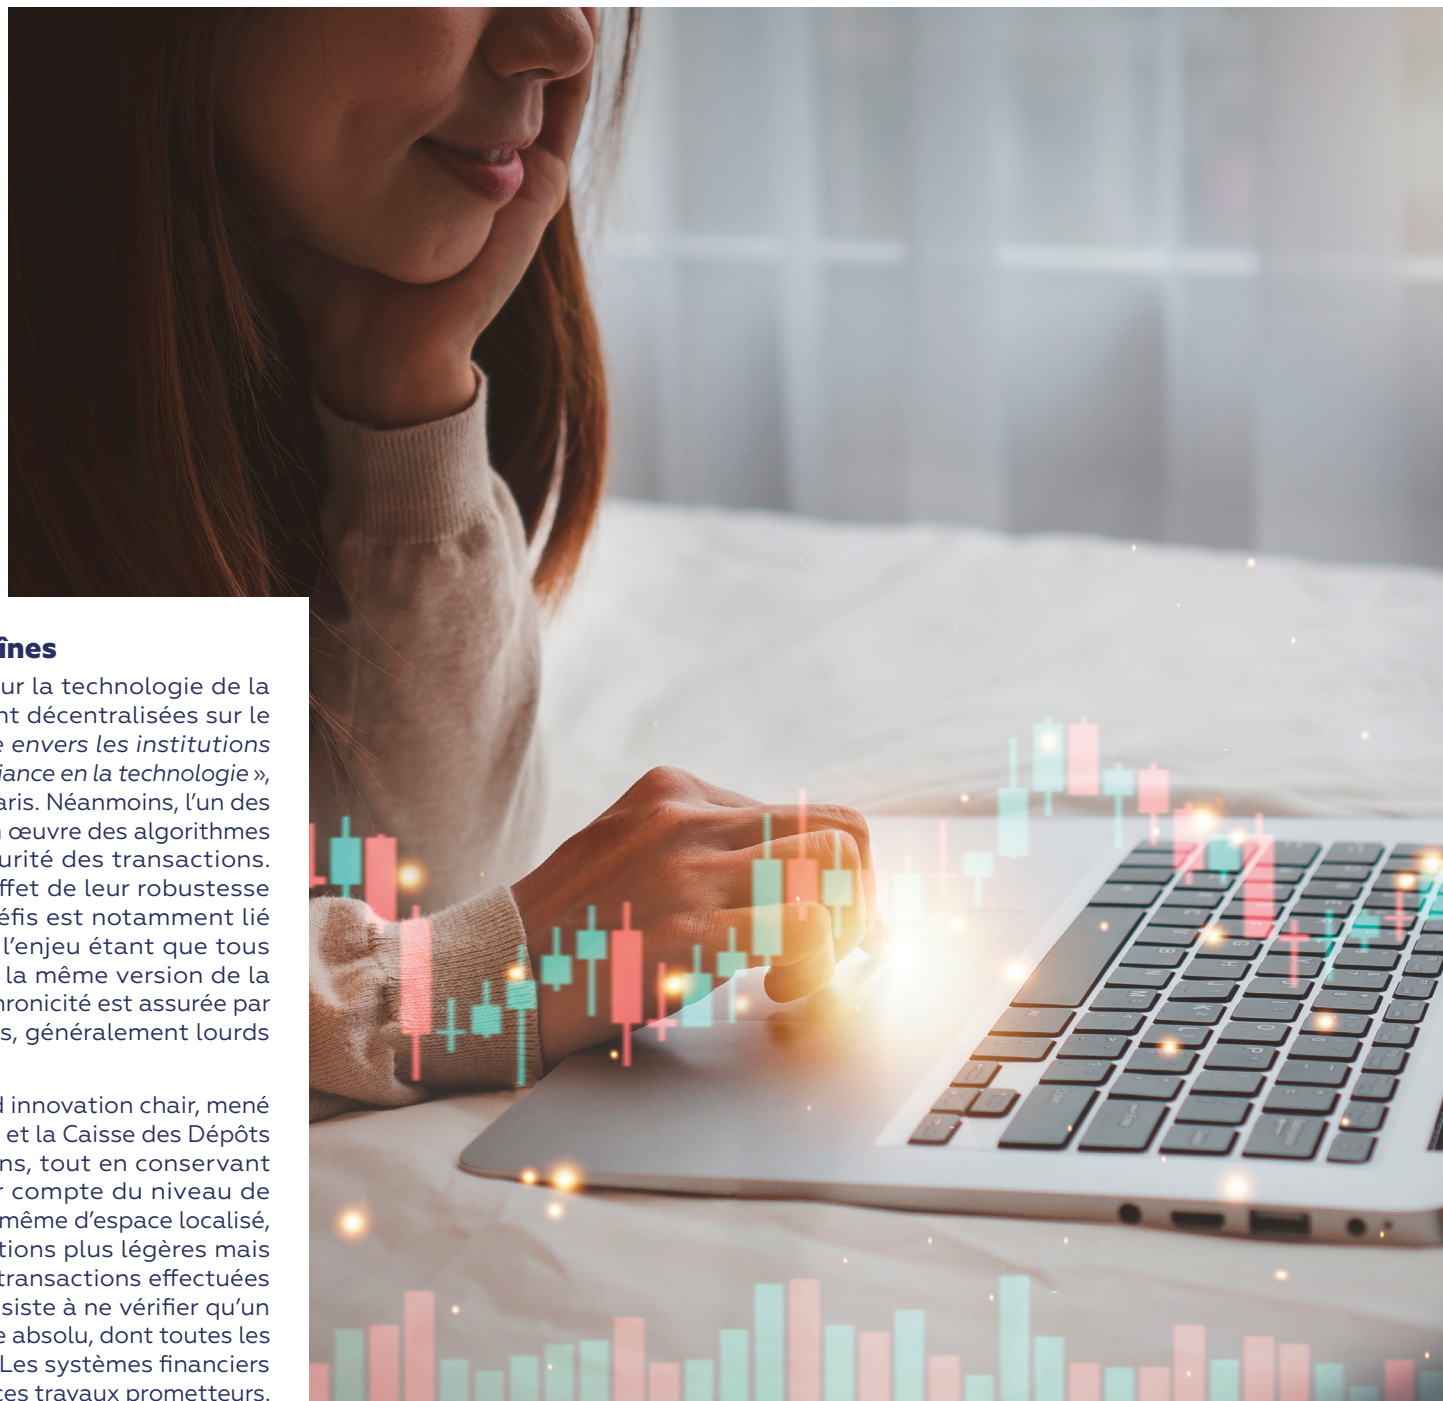 înes
ur la technologie de la
nt décentralisées sur le
e envers les institutions
iance en la technologie »,
aris. Néanmoins, l’un des
n œuvre des algorithmes
urité des transactions.
ffet de leur robustesse
éfis est notamment lié
l’enjeu étant que tous
la même version de la
hronicité est assurée par
s, généralement lourds
d innovation chair, mené
et la Caisse des Dépôts
ns, tout en conservant
r compte du niveau de
même d’espace localisé,
tions plus légères mais
transactions effectuées
siste à ne vérifier qu’un
e absolu, dont toutes les
Les systèmes financiers
ces travaux prometteurs.